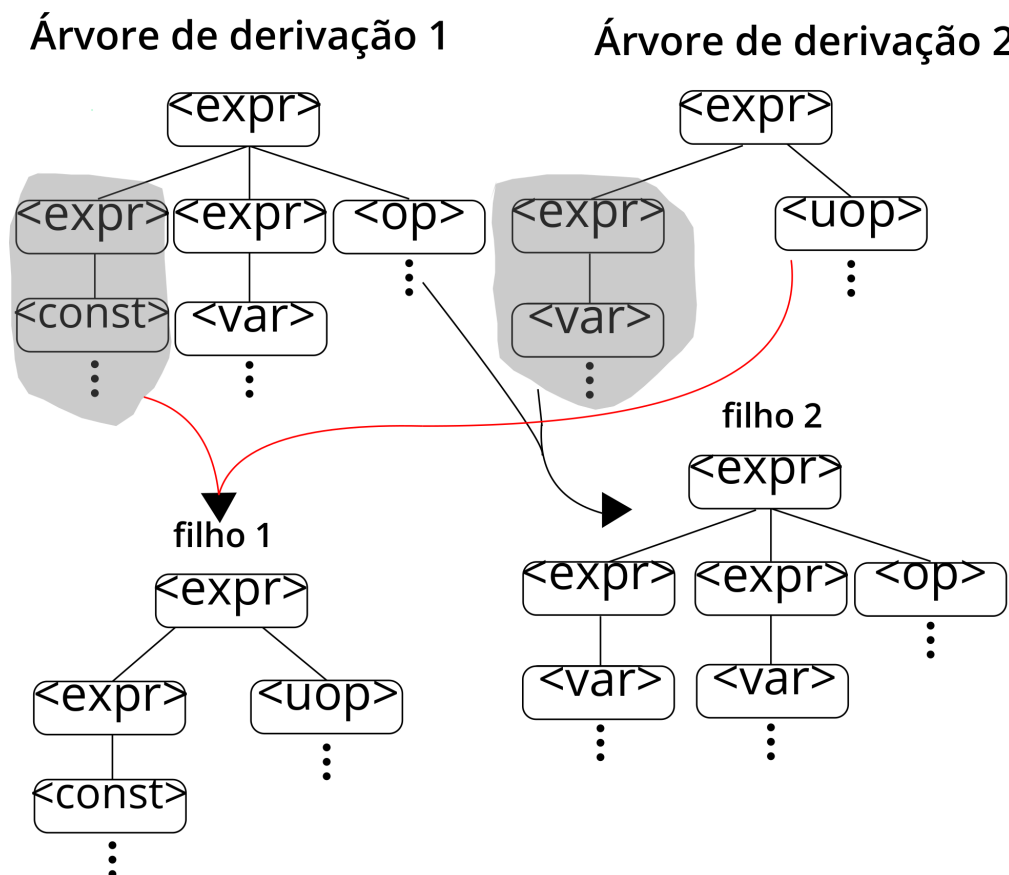 Árvore de derivação 1
Árvore de derivação 2
<expr>
<expr>
<expr>
<expr>
<op>
<expr>
<uop>
<const>
<var>
<var>
filho 2
<expr>
filho 1
<expr>
<expr>
<op>
<expr>
<expr>
<uop>
<var>
<var>
<const>